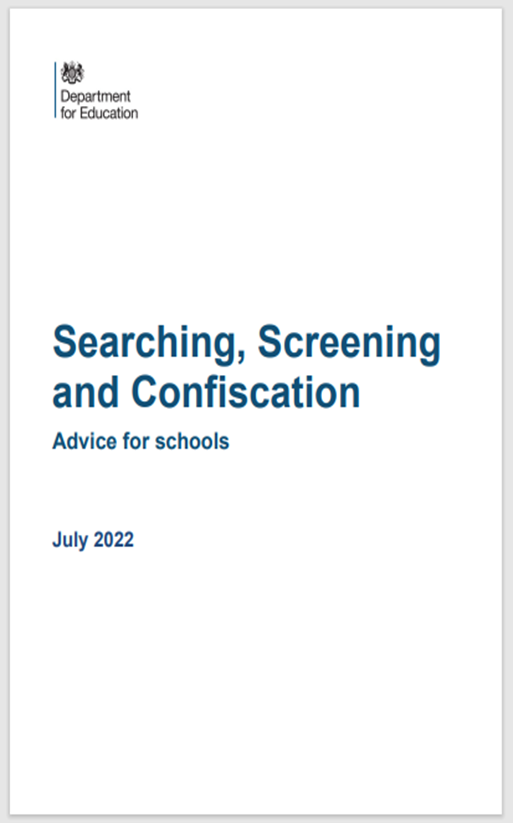 Department
for Education
Searching, Screening
and Confiscation
Advice for schools
July 2022